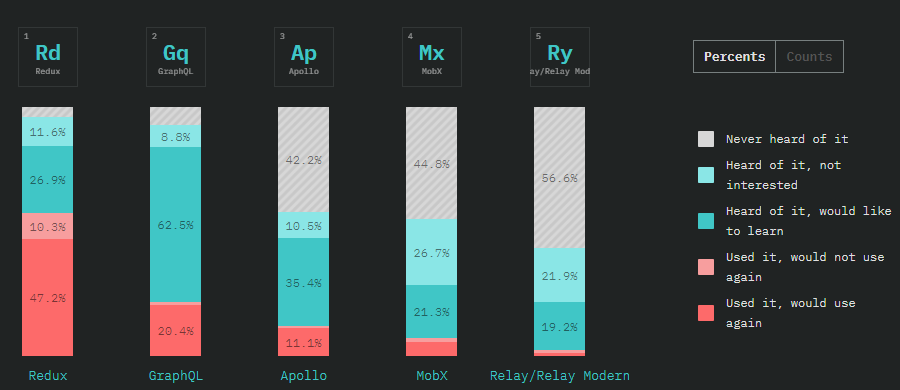 1
Rd
Redux
2
Gq
GraphQL
3
Ap
Apollo
4
Mx
MobX
5
Ry
ay/Relay Mod
Percents Counts
11.6%
26.9%
10.3%
47.2%
Redux
8.8%
62.5%
20.4%
GraphQL
42.2%
10.5%
35.4%
11.1%
Apollo
44.8%
26.7%
21.3%
MobX
56.6%
21.9%
19.2%
Relay/Relay Modern
Never heard of it
Heard of it, not
interested
Heard of it, would like
to learn
Used it, would not use
again
Used it, would use
again